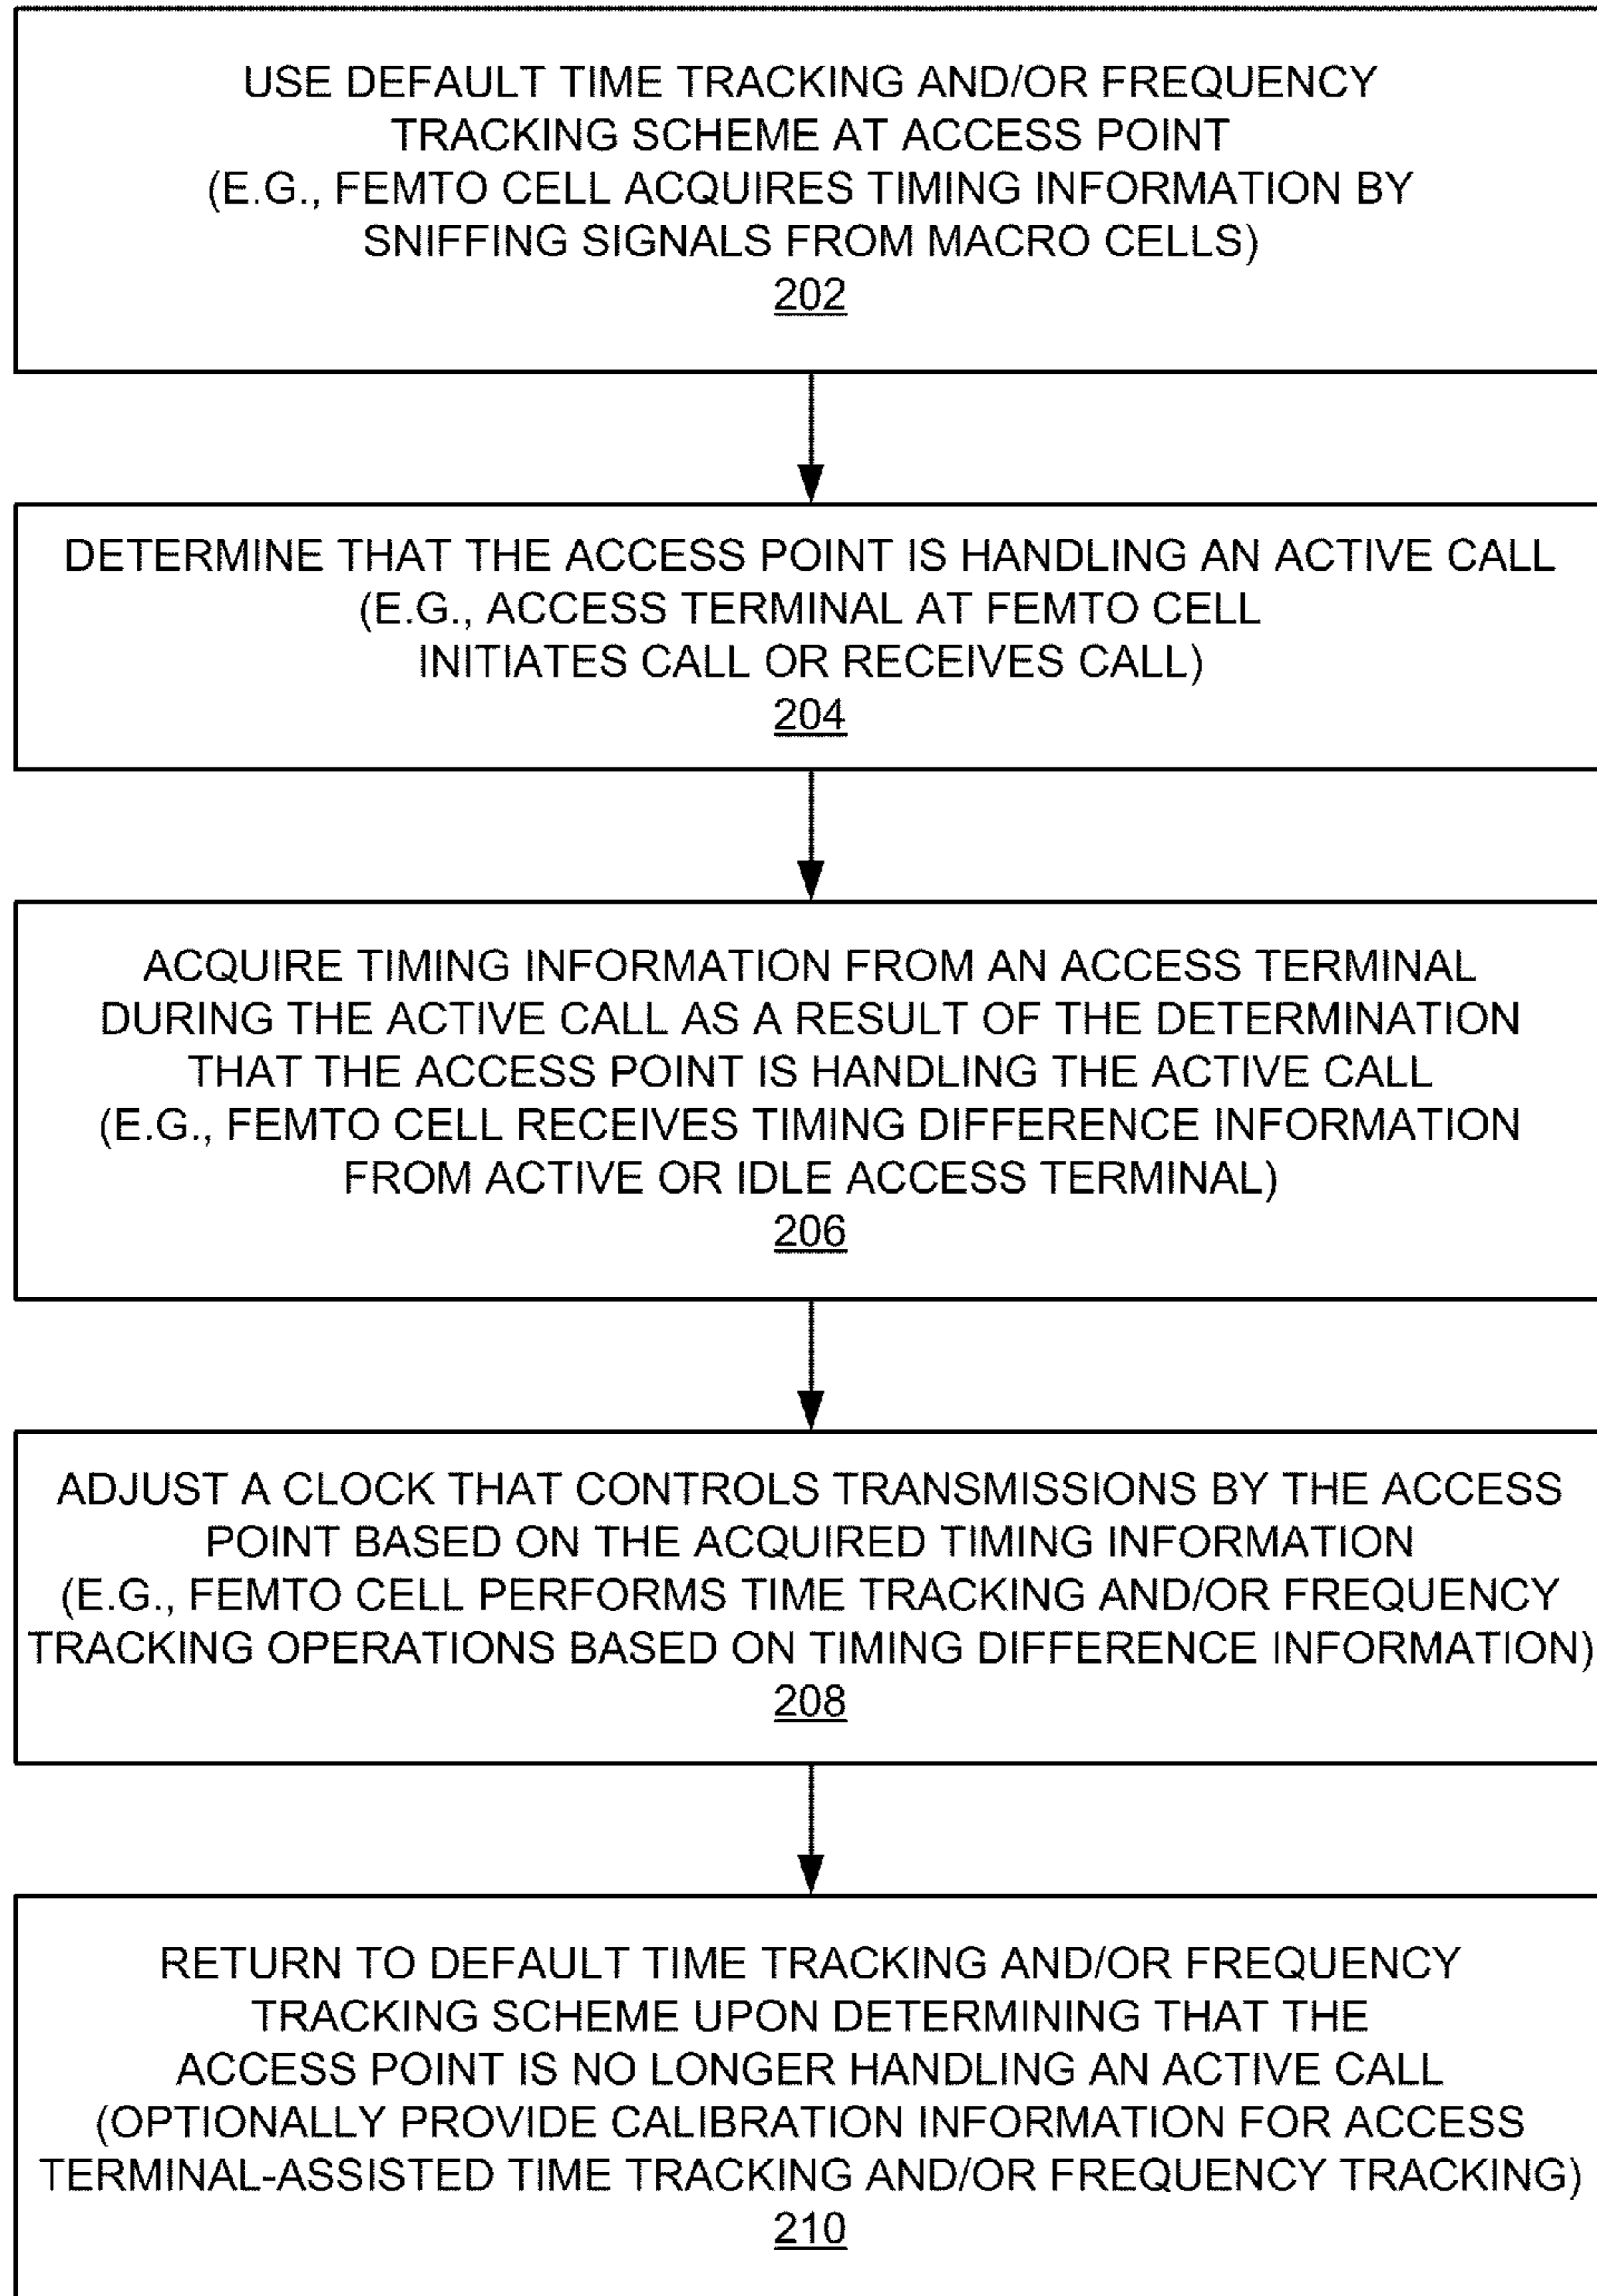 USE DEFAULT TIME TRACKING AND/OR FREQUENCY
TRACKING SCHEME AT ACCESS POINT
(E.G., FEMTO CELL ACQUIRES TIMING INFORMATION BY
SNIFFING SIGNALS FROM MACRO CELLS)
202
DETERMINE THAT THE ACCESS POINT IS HANDLING AN ACTIVE CALL
(E.G., ACCESS TERMINAL AT FEMTO CELL
INITIATES CALL OR RECEIVES CALL)
204
ACQUIRE TIMING INFORMATION FROM AN ACCESS TERMINAL
DURING THE ACTIVE CALL AS A RESULT OF THE DETERMINATION
THAT THE ACCESS POINT IS HANDLING THE ACTIVE CALL
(E.G., FEMTO CELL RECEIVES TIMING DIFFERENCE INFORMATION
FROM ACTIVE OR IDLE ACCESS TERMINAL)
206
ADJUST A CLOCK THAT CONTROLS TRANSMISSIONS BY THE ACCESS
POINT BASED ON THE ACQUIRED TIMING INFORMATION
(E.G., FEMTO CELL PERFORMS TIME TRACKING AND/OR FREQUENCY
TRACKING OPERATIONS BASED ON TIMING DIFFERENCE INFORMATION)
208
RETURN TO DEFAULT TIME TRACKING AND/OR FREQUENCY
TRACKING SCHEME UPON DETERMINING THAT THE
ACCESS POINT IS NO LONGER HANDLING AN ACTIVE CALL
(OPTIONALLY PROVIDE CALIBRATION INFORMATION FOR ACCESS
TERMINAL-ASSISTED TIME TRACKING AND/OR FREQUENCY TRACKING)
210